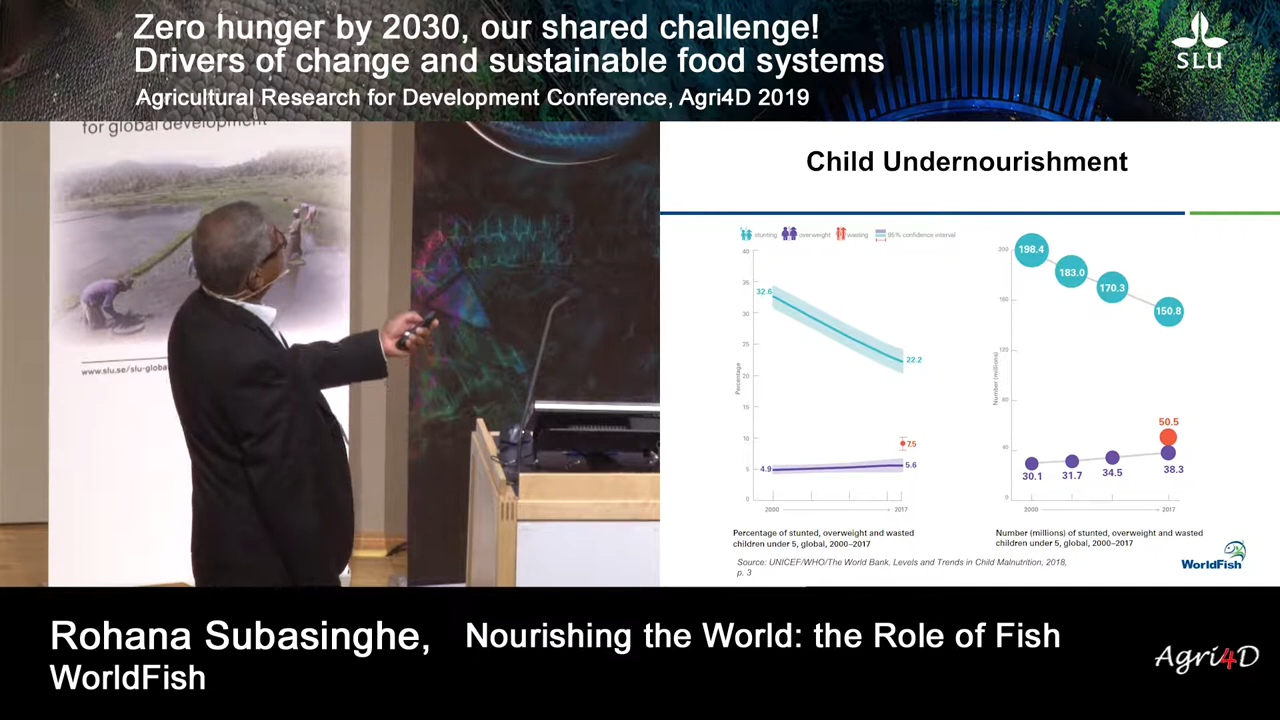 Zero hunger by 2030, our shared challenge!
Drivers of change and sustainable food systems
Agricultural Research for Development Conference, Agri4D 2019
SLU
for global development
www.slu.se/slu-global
Child Undernourishment
stunting overweight wasting 95% confidence interval
40
35
30
25
20
15
10
5
0
Percentage
32.6
22.2
7.5
4.9
5.6
2000 2017
Percentage of stunted, overweight and wasted
children under 5, global, 2000–2017
200
160
120
80
40
0
Number (millions)
198.4
183.0
170.3
150.8
50.5
30.1
31.7
34.5
38.3
2000 2017
Number (millions) of stunted, overweight and wasted
children under 5, global, 2000–2017
Source: UNICEF/WHO/The World Bank, Levels and Trends in Child Malnutrition, 2018,
p. 3
WorldFish
Rohana Subasinghe, Nourishing the World: the Role of Fish
WorldFish
Agri4D